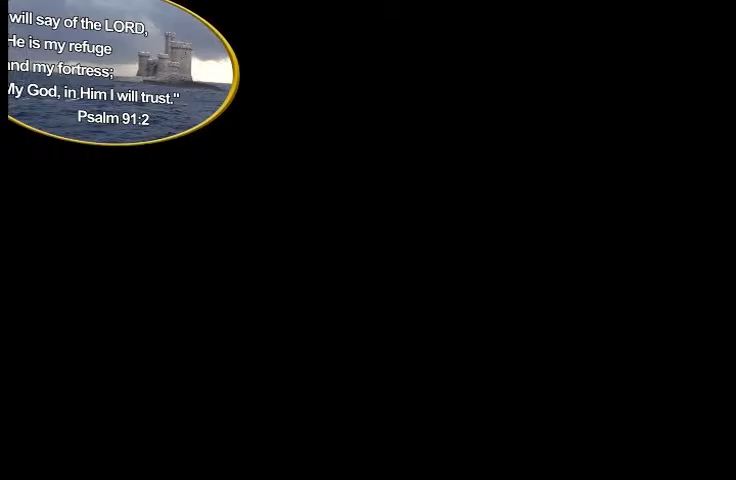 will say of the LORD,
He is my refuge
and my fortress;
My God, in Him I will trust."
Psalm 91:2